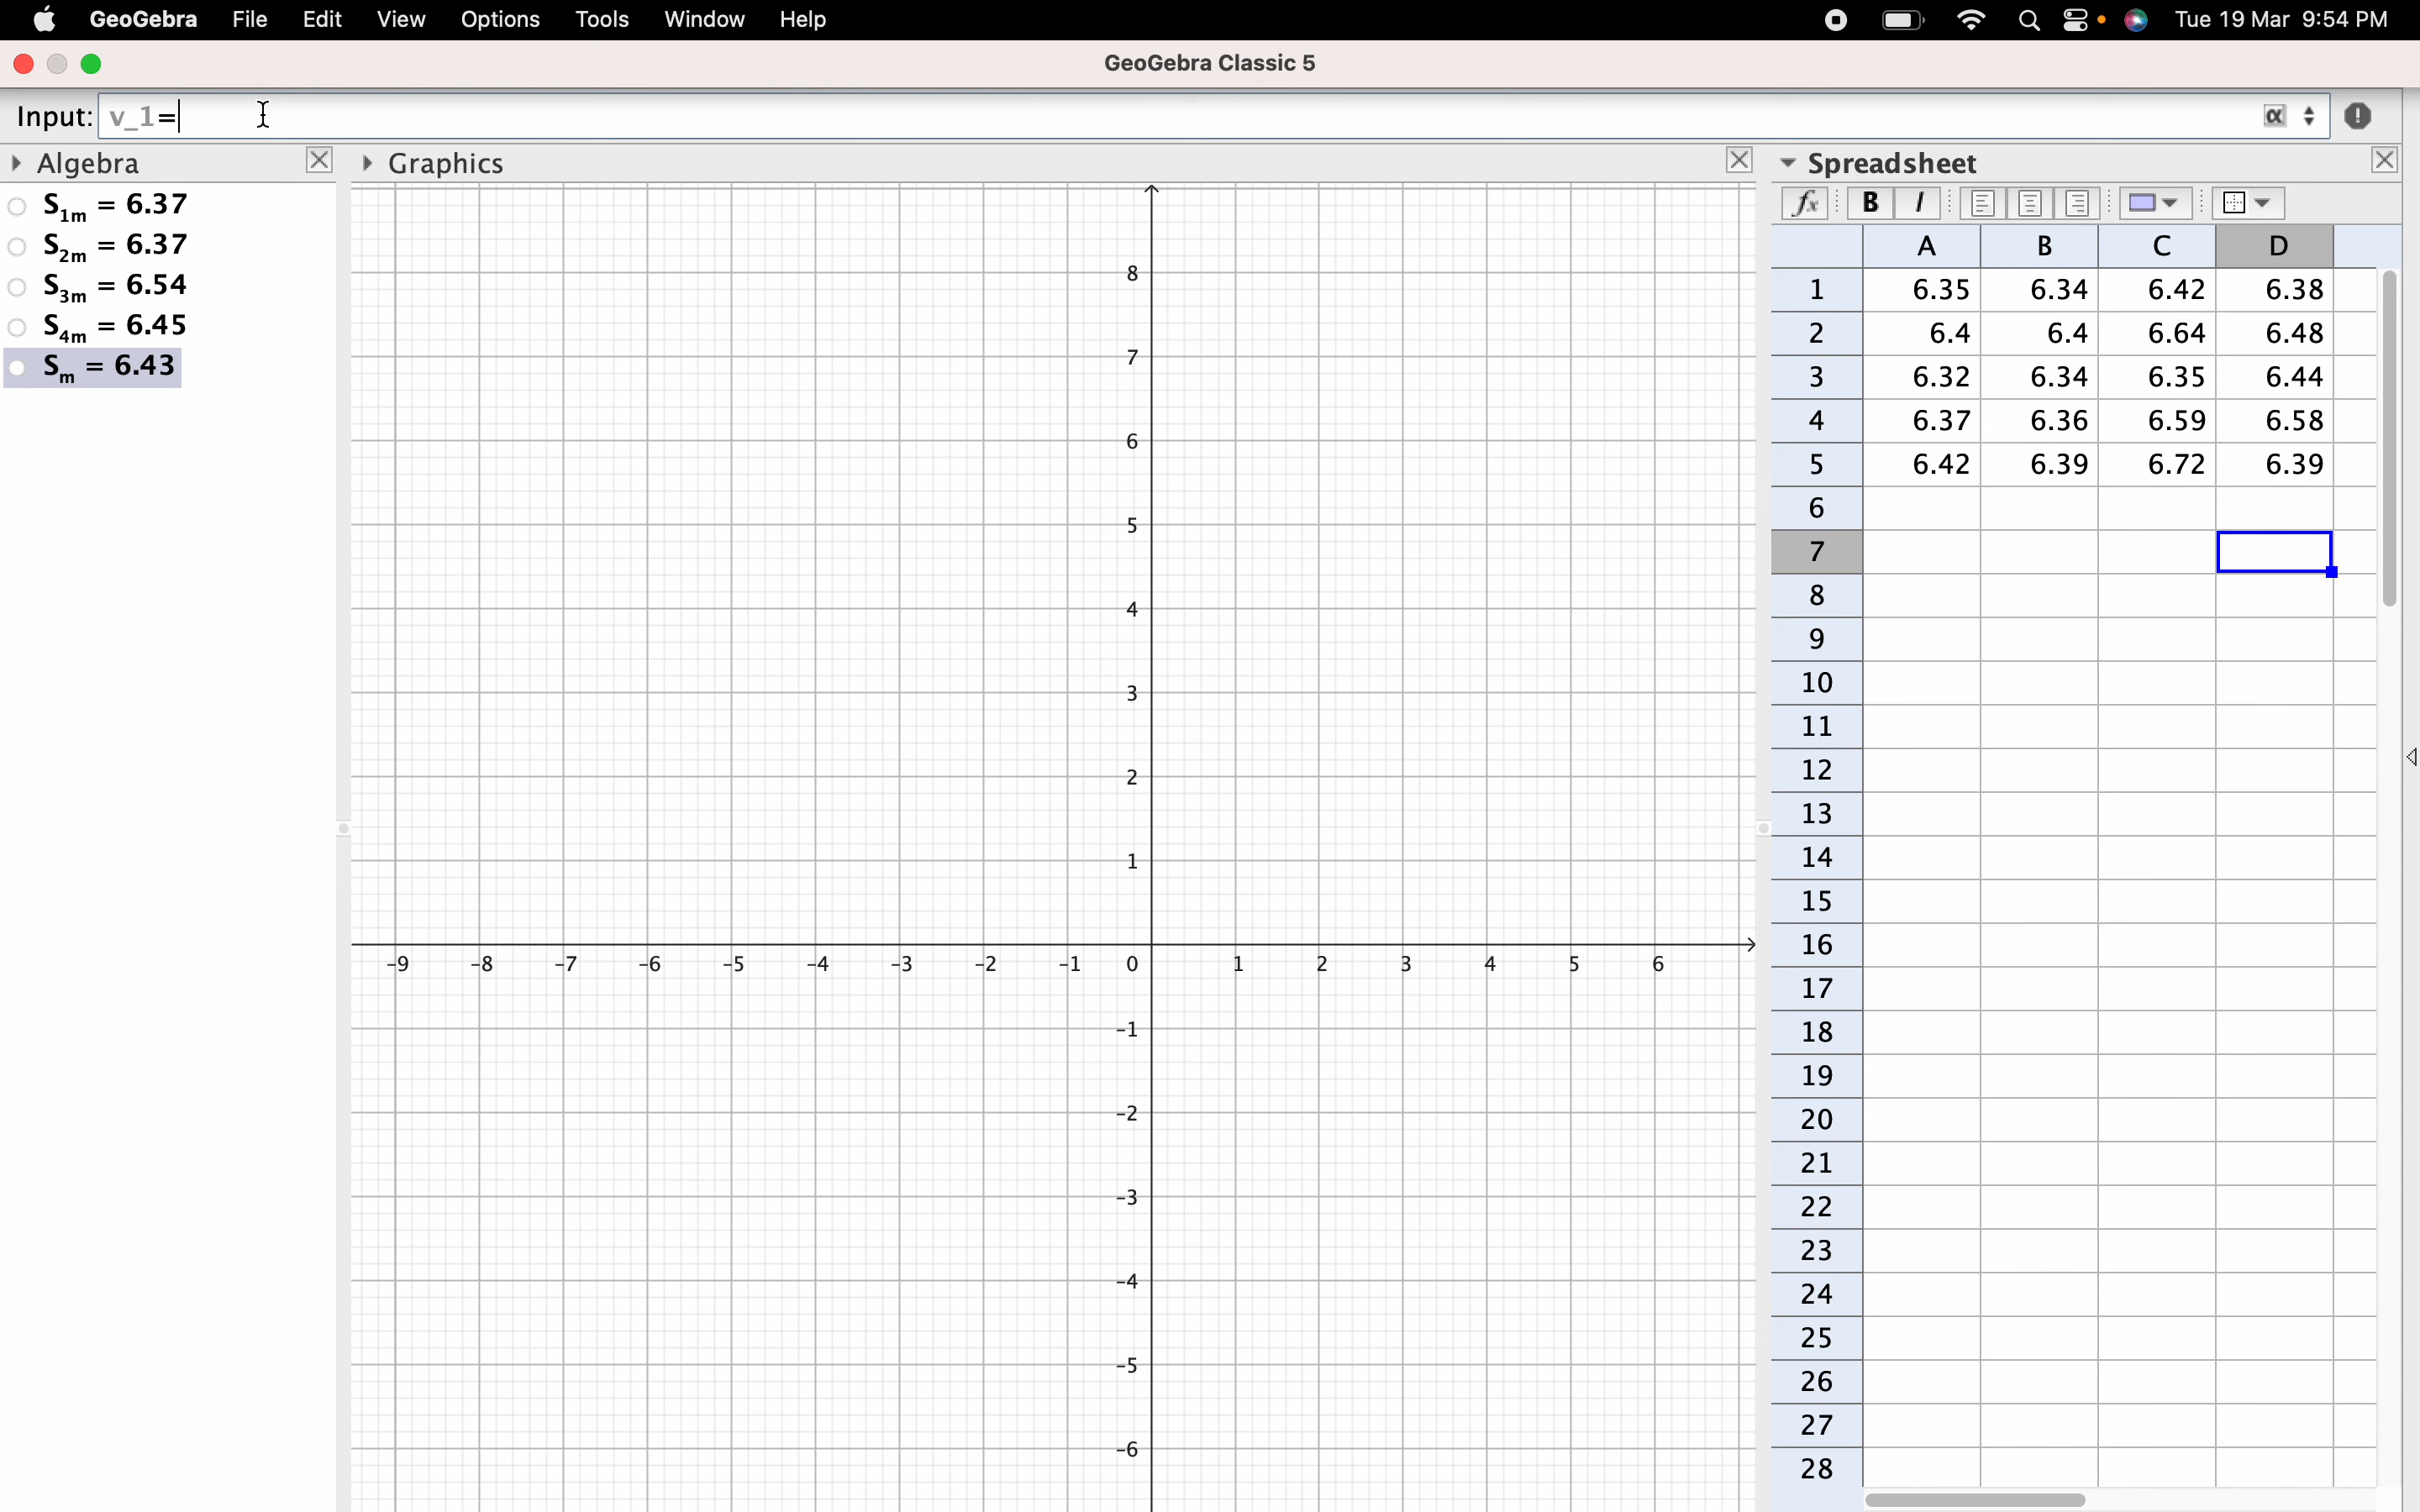 GeoGebra File Edit View Options Tools Window Help Tue 19 Mar 9:54 PM
GeoGebra Classic 5
Input: v_1= α
Algebra
Graphics
Spreadsheet
S1m = 6.37
S2m = 6.37
S3m = 6.54
S4m = 6.45
Sm = 6.43
8
7
6
5
4
3
2
1
-9 -8 -7 -6 -5 -4 -3 -2 -1 0 1 2 3 4 5 6
-1
-2
-3
-4
-5
-6
fx B I
A B C D
1 6.35 6.34 6.42 6.38
2 6.4 6.4 6.64 6.48
3 6.32 6.34 6.35 6.44
4 6.37 6.36 6.59 6.58
5 6.42 6.39 6.72 6.39
6
7
8
9
10
11
12
13
14
15
16
17
18
19
20
21
22
23
24
25
26
27
28